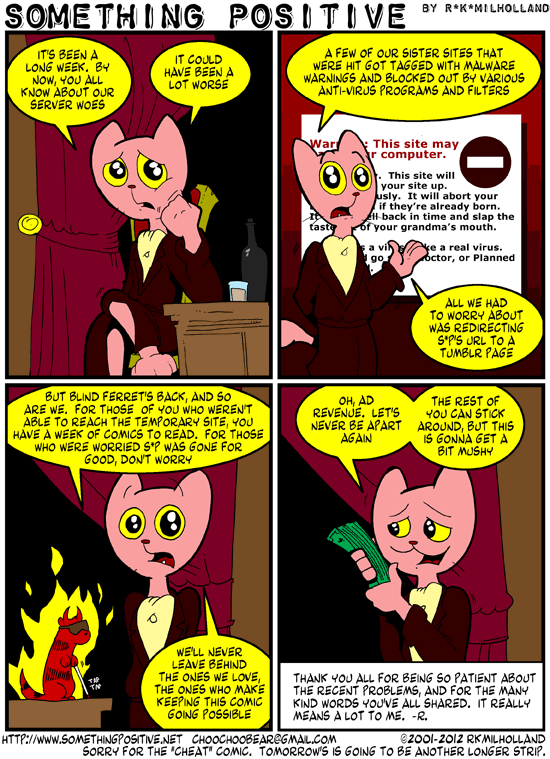 SOMETHING POSITIVE BY R*K*MILHOLLAND
IT'S BEEN A
LONG WEEK. BY
NOW, YOU ALL
KNOW ABOUT OUR
SERVER WOES
IT COULD
HAVE BEEN A
LOT WORSE
A FEW OF OUR SISTER SITES THAT
WERE HIT GOT TAGGED WITH MALWARE
WARNINGS AND BLOCKED OUT BY VARIOUS
ANTI-VIRUS PROGRAMS AND FILTERS
: This site may
r computer.
. This site will
your site up.
usly. It will abort your
if they're already born.
It back in time and slap the
taste of your grandma's mouth.
s a vi ke a real virus.
go octor, or Planned
ALL WE HAD
TO WORRY ABOUT
WAS REDIRECTING
S*P'S URL TO A
TUMBLR PAGE
BUT BLIND FERRET'S BACK, AND SO
ARE WE. FOR THOSE OF YOU WHO WEREN'T
ABLE TO REACH THE TEMPORARY SITE, YOU
HAVE A WEEK OF COMICS TO READ. FOR THOSE
WHO WERE WORRIED S*P WAS GONE FOR
GOOD, DON'T WORRY
TAP
TAP
WE'LL NEVER
LEAVE BEHIND
THE ONES WE LOVE,
THE ONES WHO MAKE
KEEPING THIS COMIC
GOING POSSIBLE
OH, AD
REVENUE. LET'S
NEVER BE APART
AGAIN
THE REST OF
YOU CAN STICK
AROUND, BUT THIS
IS GONNA GET A
BIT MUSHY
THANK YOU ALL FOR BEING SO PATIENT ABOUT
THE RECENT PROBLEMS, AND FOR THE MANY
KIND WORDS YOU'VE ALL SHARED. IT REALLY
MEANS A LOT TO ME. -R.
HTTP://WWW.SOMETHINGPOSITIVE.NET CHOOCHOOBEAR@GMAIL.COM ©2001-2012 RKMILHOLLAND
SORRY FOR THE "CHEAT" COMIC. TOMORROW'S IS GOING TO BE ANOTHER LONGER STRIP.